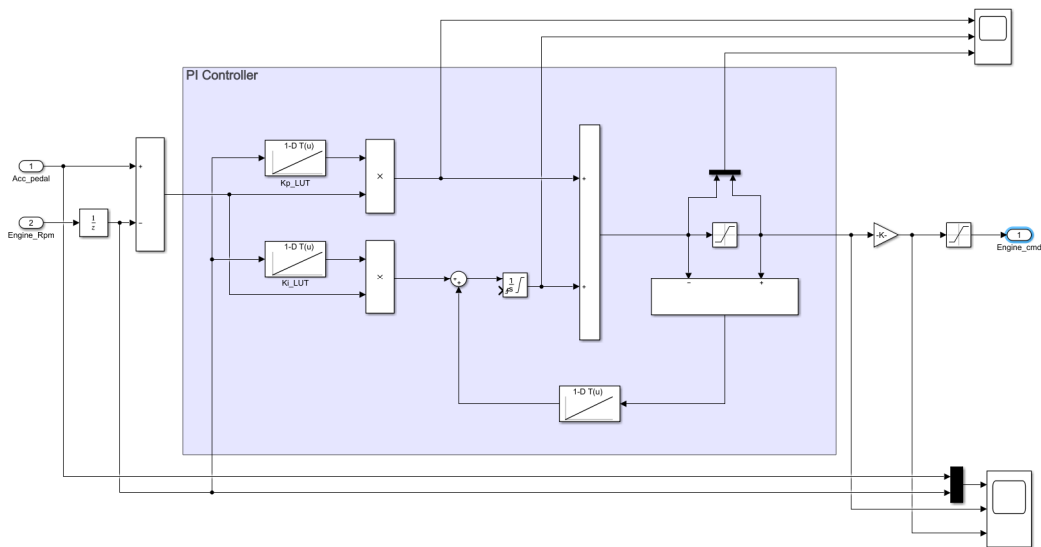 PI Controller
1-D T(u)
Kp_LUT
×
+
−
1
Acc_pedal
2
Engine_Rpm
1
z
1-D T(u)
Ki_LUT
×
+
+
+
+
1
s
−
+
-K-
1
Engine_cmd
1-D T(u)